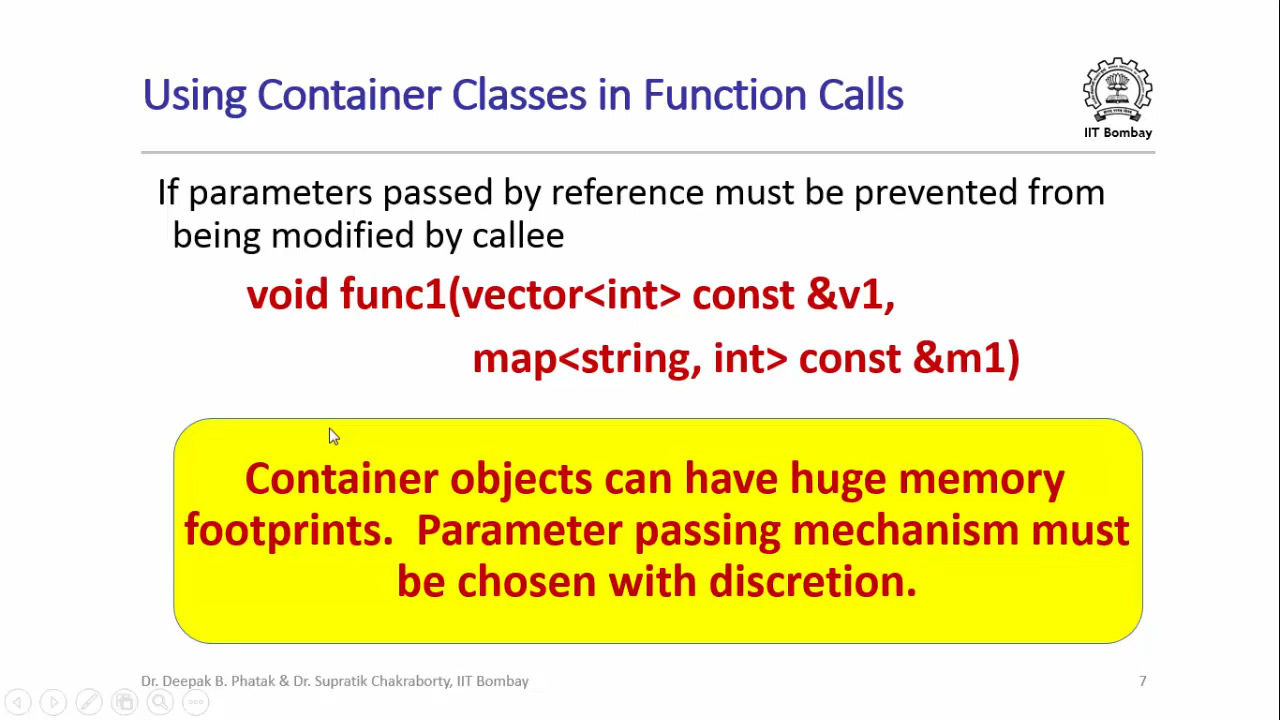 Using Container Classes in Function Calls
IIT Bombay
If parameters passed by reference must be prevented from
being modified by callee
void func1(vector<int> const &v1,
map<string, int> const &m1)
Container objects can have huge memory
footprints.  Parameter passing mechanism must
be chosen with discretion.
Dr. Deepak B. Phatak & Dr. Supratik Chakraborty, IIT Bombay
7